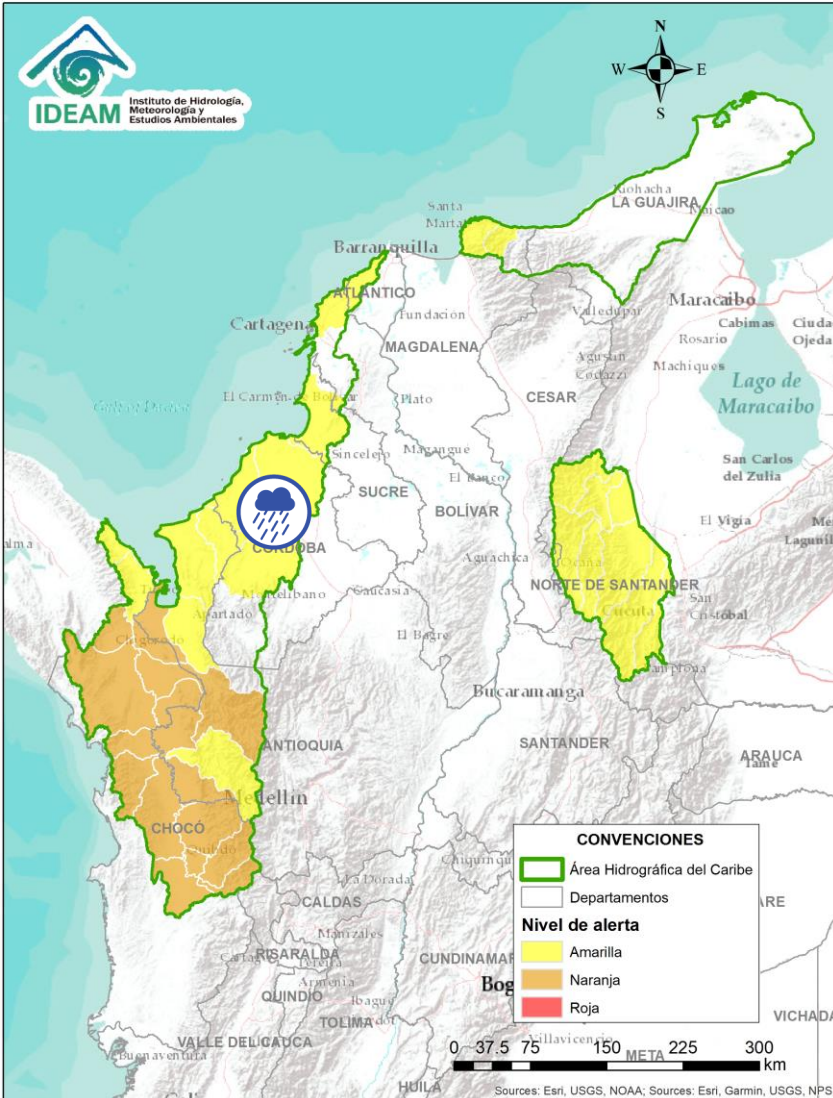 IDEAM
Instituto de Hidrología,
Meteorología y
Estudios Ambientales
N
W
E
S
Riohacha
LA GUAJIRA
Maicao
Santa
Marta
Barranquilla
ATLÁNTICO
Maracaibo
Cartagena
Fundación
Valledupar
Cabimas
Ciudad
Ojeda
Rosario
MAGDALENA
Agustín
Codazzi
Machiques
El Carmen de Bolívar
Plato
CESAR
Lago de
Maracaibo
Sincelejo
Magangué
San Carlos
del Zulia
El Banco
SUCRE
BOLÍVAR
El Vigía
CÓRDOBA
Aguachica
Ocaña
NORTE DE SANTANDER
Montelibano
Caucasia
Cúcuta
San
Cristóbal
Apartadó
El Bagre
Chigorodó
Pamplona
Bucaramanga
ANTIOQUIA
SANTANDER
ARAUCA
Tame
Medellín
CHOCÓ
Quibdó
La Dorada
CALDAS
Manizales
RISARALDA
Pereira
Armenia
QUINDIO
Ibagué
TOLIMA
VALLE DEL CAUCA
Buenaventura
HUILA
Villavicencio
META
VICHADA
CONVENCIONES
Área Hidrográfica del Caribe
Departamentos
Nivel de alerta
Amarilla
Naranja
Roja
0 37.5 75 150 225 300
km
Sources: Esri, USGS, NOAA; Sources: Esri, Garmin, USGS, NPS